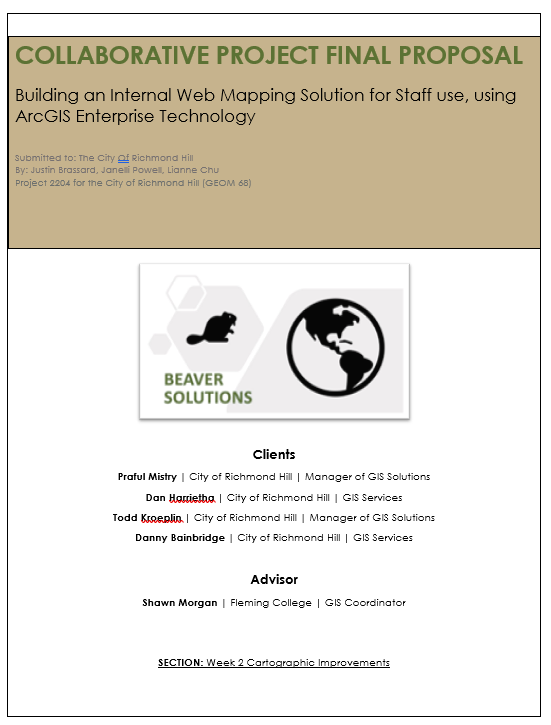 COLLABORATIVE PROJECT FINAL PROPOSAL
Building an Internal Web Mapping Solution for Staff use, using
ArcGIS Enterprise Technology
Submitted to: The City Of Richmond Hill
By: Justin Brassard, Janelli Powell, Lianne Chu
Project 2204 for the City of Richmond Hill (GEOM 68)
BEAVER
SOLUTIONS
Clients
Praful Mistry | City of Richmond Hill | Manager of GIS Solutions
Dan Harrietha | City of Richmond Hill | GIS Services
Todd Kroeplin | City of Richmond Hill | Manager of GIS Solutions
Danny Bainbridge | City of Richmond Hill | GIS Services
Advisor
Shawn Morgan | Fleming College | GIS Coordinator
SECTION: Week 2 Cartographic Improvements